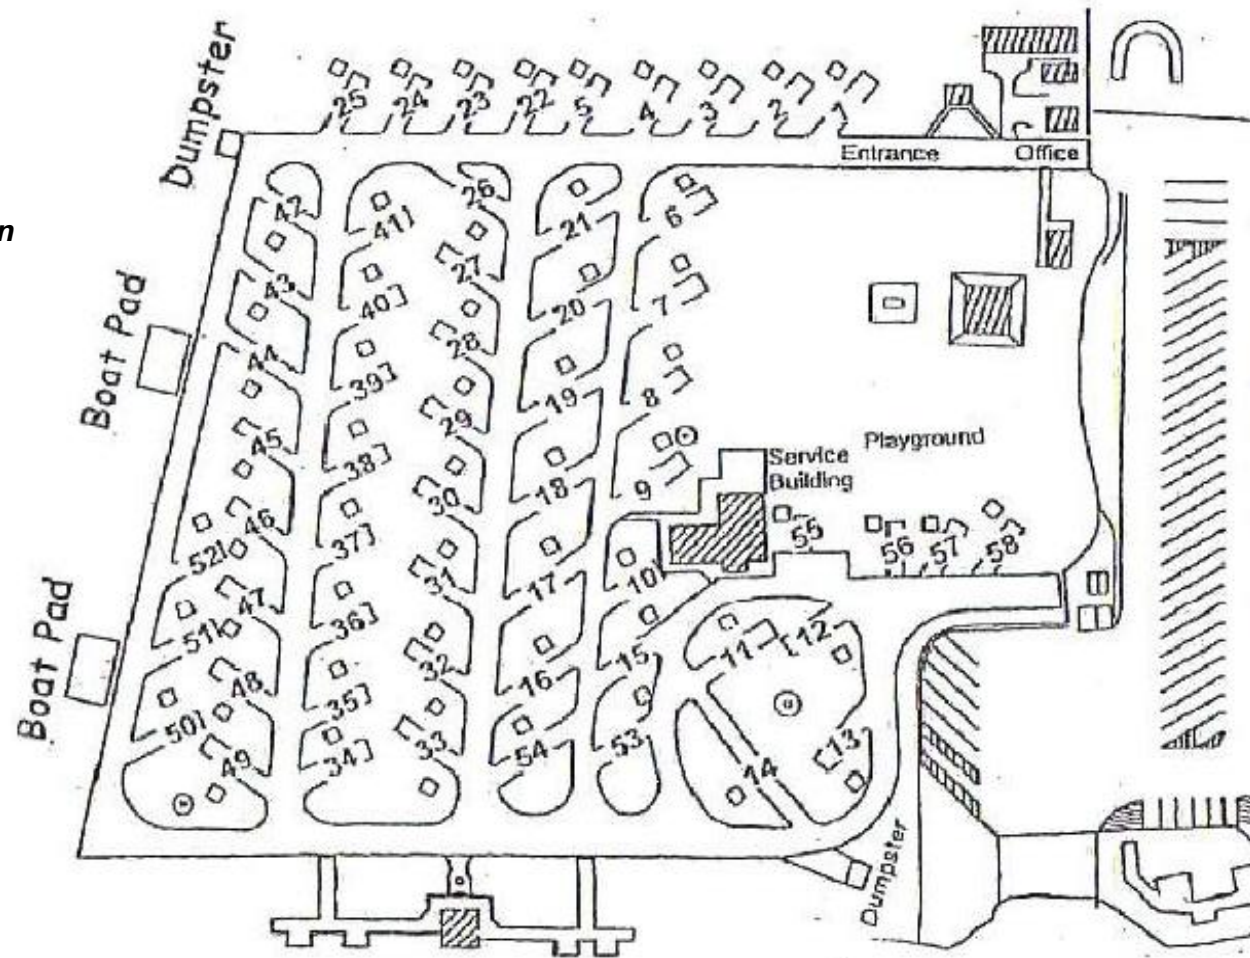 Dumpster
25 24 23 22 5 4 3 2 1
Entrance Office
42 41 26 21 6
n
43 40 27 20 7
Boat Pad
44 39 28 19 8
45 38 29 18 9
Playground
Service
Building
46 37 30 17 10 55 56 57 58
52 47 36 31 16 15 11 12
51 48 35 32 54 53 14 13
Boat Pad
50 49 34 33
Dumpster